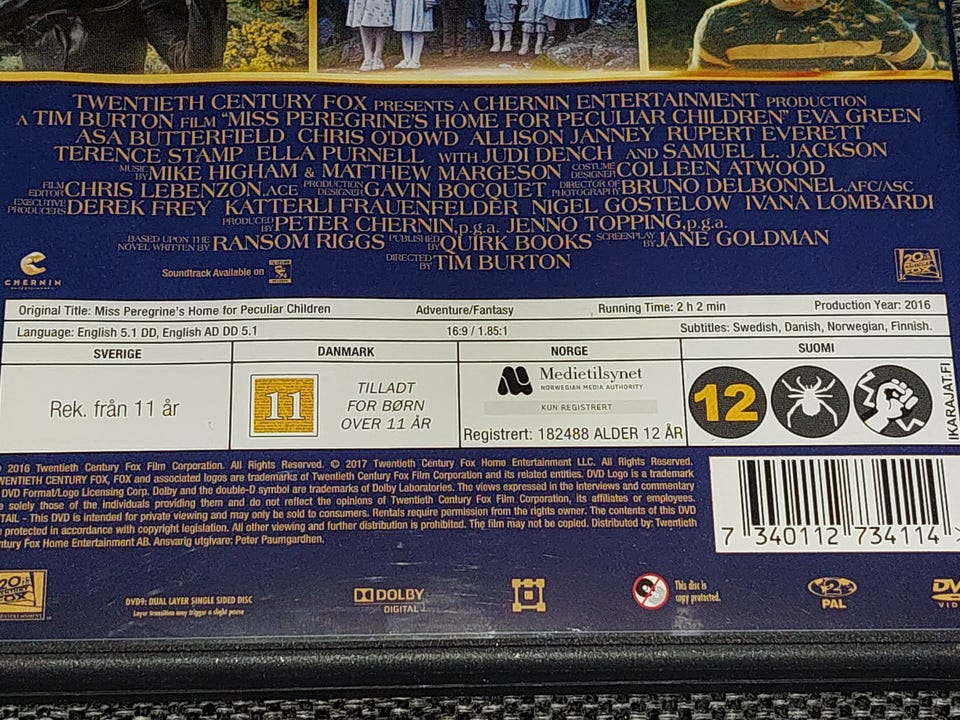 TWENTIETH CENTURY FOX PRESENTS A CHERNIN ENTERTAINMENT PRODUCTION
A TIM BURTON FILM "MISS PEREGRINE'S HOME FOR PECULIAR CHILDREN" EVA GREEN
ASA BUTTERFIELD CHRIS O'DOWD ALLISON JANNEY RUPERT EVERETT
TERENCE STAMP ELLA PURNELL WITH JUDI DENCH AND SAMUEL L. JACKSON
MUSIC BY MIKE HIGHAM & MATTHEW MARGESON COSTUME DESIGNER COLLEEN ATWOOD
FILM EDITOR CHRIS LEBENZON, ACE PRODUCTION DESIGNER GAVIN BOCQUET DIRECTOR OF PHOTOGRAPHY BRUNO DELBONNEL, AFC/ASC
EXECUTIVE PRODUCERS DEREK FREY KATTERLI FRAUENFELDER NIGEL GOSTELOW IVANA LOMBARDI
PRODUCED BY PETER CHERNIN, p.g.a. JENNO TOPPING, p.g.a.
BASED UPON THE NOVEL WRITTEN BY RANSOM RIGGS PUBLISHED BY QUIRK BOOKS SCREENPLAY BY JANE GOLDMAN
DIRECTED BY TIM BURTON
CHERNIN
ENTERTAINMENT
Soundtrack Available on
20th CENTURY FOX
Original Title: Miss Peregrine's Home for Peculiar Children Adventure/Fantasy Running Time: 2 h 2 min Production Year: 2016
Language: English 5.1 DD, English AD DD 5.1 16:9 / 1.85:1 Subtitles: Swedish, Danish, Norwegian, Finnish.
SVERIGE DANMARK NORGE SUOMI
Rek. från 11 år
11
TILLADT
FOR BØRN
OVER 11 ÅR
Medietilsynet
NORWEGIAN MEDIA AUTHORITY
KUN REGISTRERT
Registrert: 182488 ALDER 12 ÅR
12
IKARAJAT.FI
2016 Twentieth Century Fox Film Corporation. All Rights Reserved. © 2017 Twentieth Century Fox Home Entertainment LLC. All Rights Reserved.
WENTIETH CENTURY FOX, FOX and associated logos are trademarks of Twentieth Century Fox Film Corporation and its related entities. DVD Logo is a trademark
DVD Format/Logo Licensing Corp. Dolby and the double-D symbol are trademarks of Dolby Laboratories. The views expressed in the interviews and commentary
solely those of the individuals providing them and do not reflect the opinions of Twentieth Century Fox Film Corporation, its affiliates or employees.
TAIL - This DVD is intended for private viewing and may only be sold to consumers. Rentals require permission from the rights owner. The contents of this DVD
protected in accordance with copyright legislation. All other viewing and further distribution is prohibited. The film may not be copied. Distributed by: Twentieth
ntury Fox Home Entertainment AB. Ansvarig utgivare: Peter Paumgardhen.
7 340112 734114 >
20th CENTURY FOX
ENTERTAINMENT
DVD9: DUAL LAYER SINGLE SIDED DISC
Layer transition may trigger a slight pause
DOLBY
DIGITAL
This disc is
copy protected.
2
PAL
DVD
VIDEO